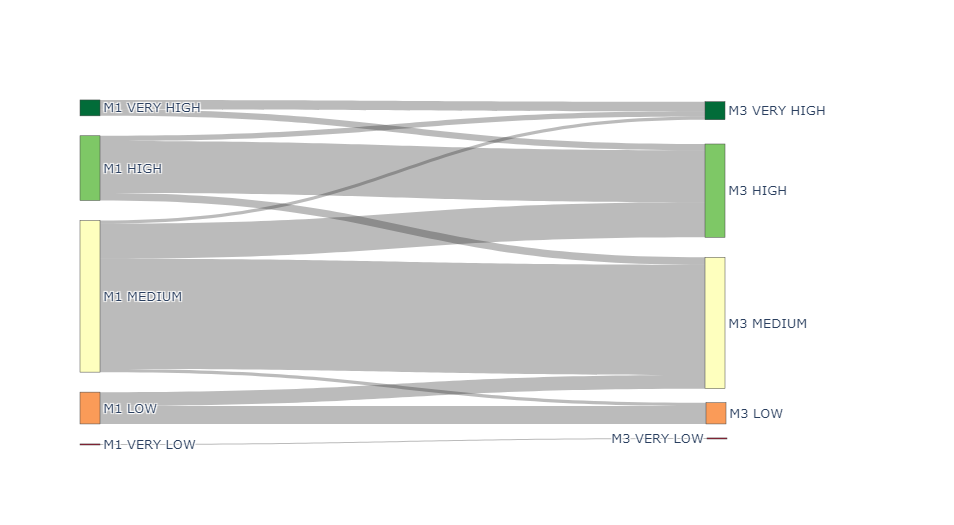 M1 VERY HIGH
M3 VERY HIGH
M1 HIGH
M3 HIGH
M1 MEDIUM
M3 MEDIUM
M1 LOW
M3 LOW
M1 VERY LOW
M3 VERY LOW